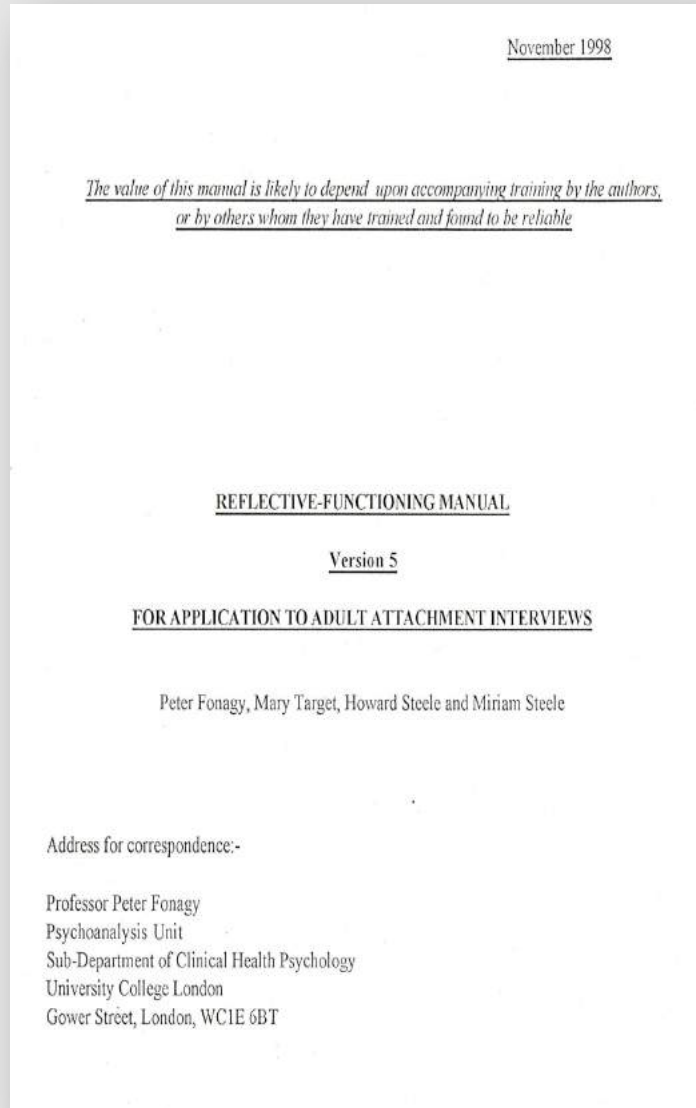 November 1998
The value of this manual is likely to depend upon accompanying training by the authors,
or by others whom they have trained and found to be reliable
REFLECTIVE-FUNCTIONING MANUAL
Version 5
FOR APPLICATION TO ADULT ATTACHMENT INTERVIEWS
Peter Fonagy, Mary Target, Howard Steele and Miriam Steele
Address for correspondence:-
Professor Peter Fonagy
Psychoanalysis Unit
Sub-Department of Clinical Health Psychology
University College London
Gower Street, London, WC1E 6BT